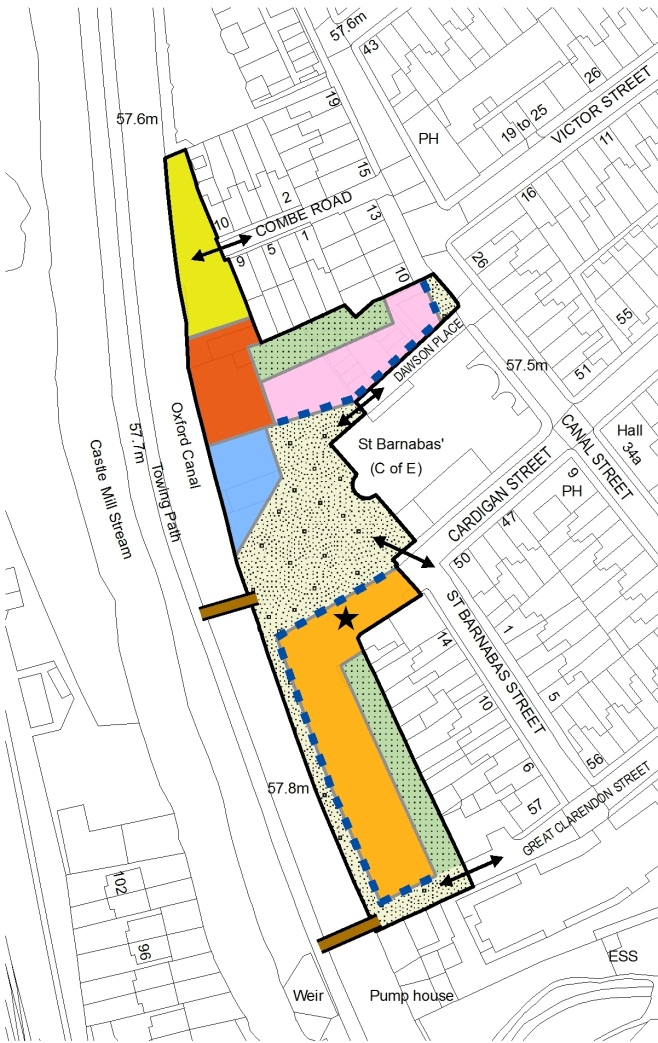 57.6m
43
26
19
57.6m
19 to 25
VICTOR STREET
PH
11
15
2
16
10
COMBE ROAD
13
1
5
9
26
10
55
DAWSON PLACE
57.5m
51
Oxford Canal
57.7m
Towing Path
Castle Mill Stream
St Barnabas'
(C of E)
CANAL STREET
Hall
34a
CARDIGAN STREET
9
PH
47
50
ST BARNABAS STREET
1
14
5
10
56
6
57.8m
57
GREAT CLARENDON STREET
102
96
ESS
Weir
Pump house